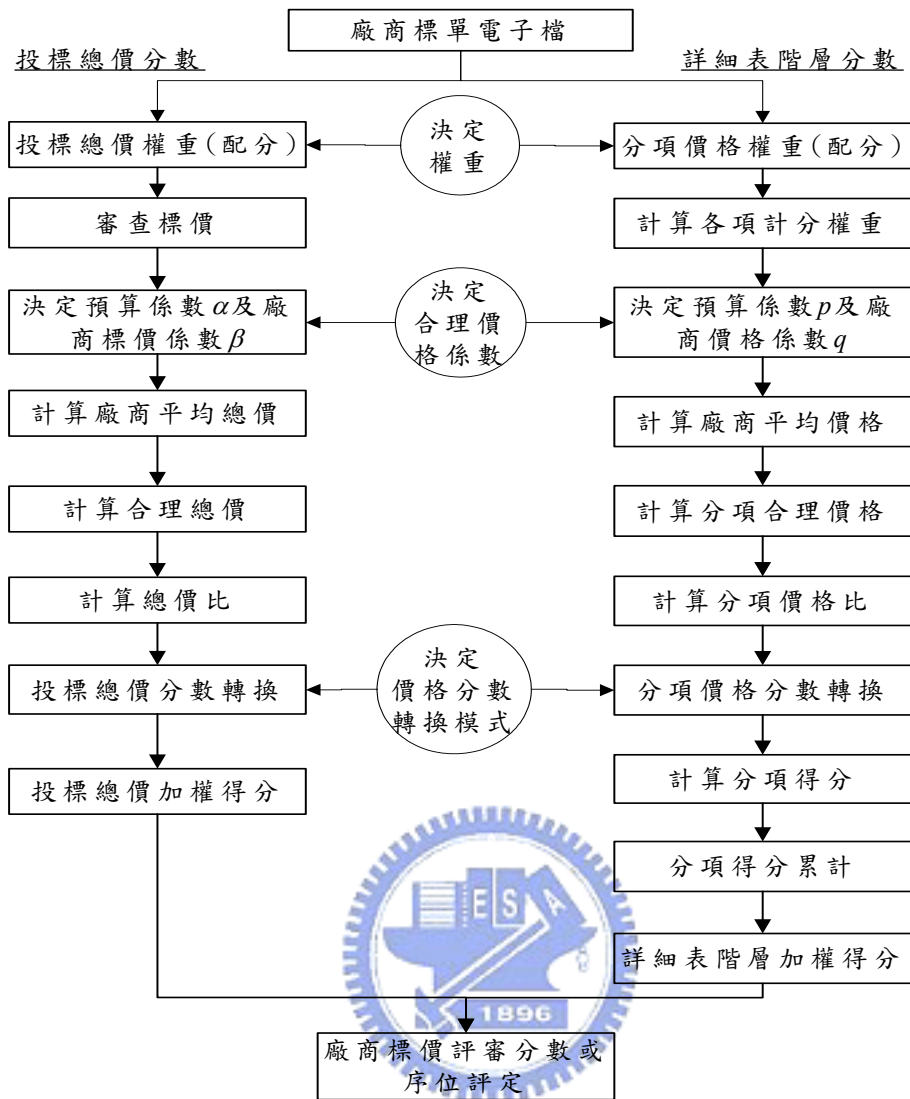 廠商標單電子檔
投標總價分數
詳細表階層分數
決定
權重
投標總價權重(配分)
分項價格權重(配分)
審查標價
計算各項計分權重
決定
合理價
格係數
決定預算係數α及廠
商標價係數β
決定預算係數p及廠
商價格係數q
計算廠商平均總價
計算廠商平均價格
計算合理總價
計算分項合理價格
計算總價比
計算分項價格比
決定
價格分數
轉換模式
投標總價分數轉換
分項價格分數轉換
投標總價加權得分
計算分項得分
分項得分累計
詳細表階層加權得分
E S A
1896
廠商標價評審分數或
序位評定